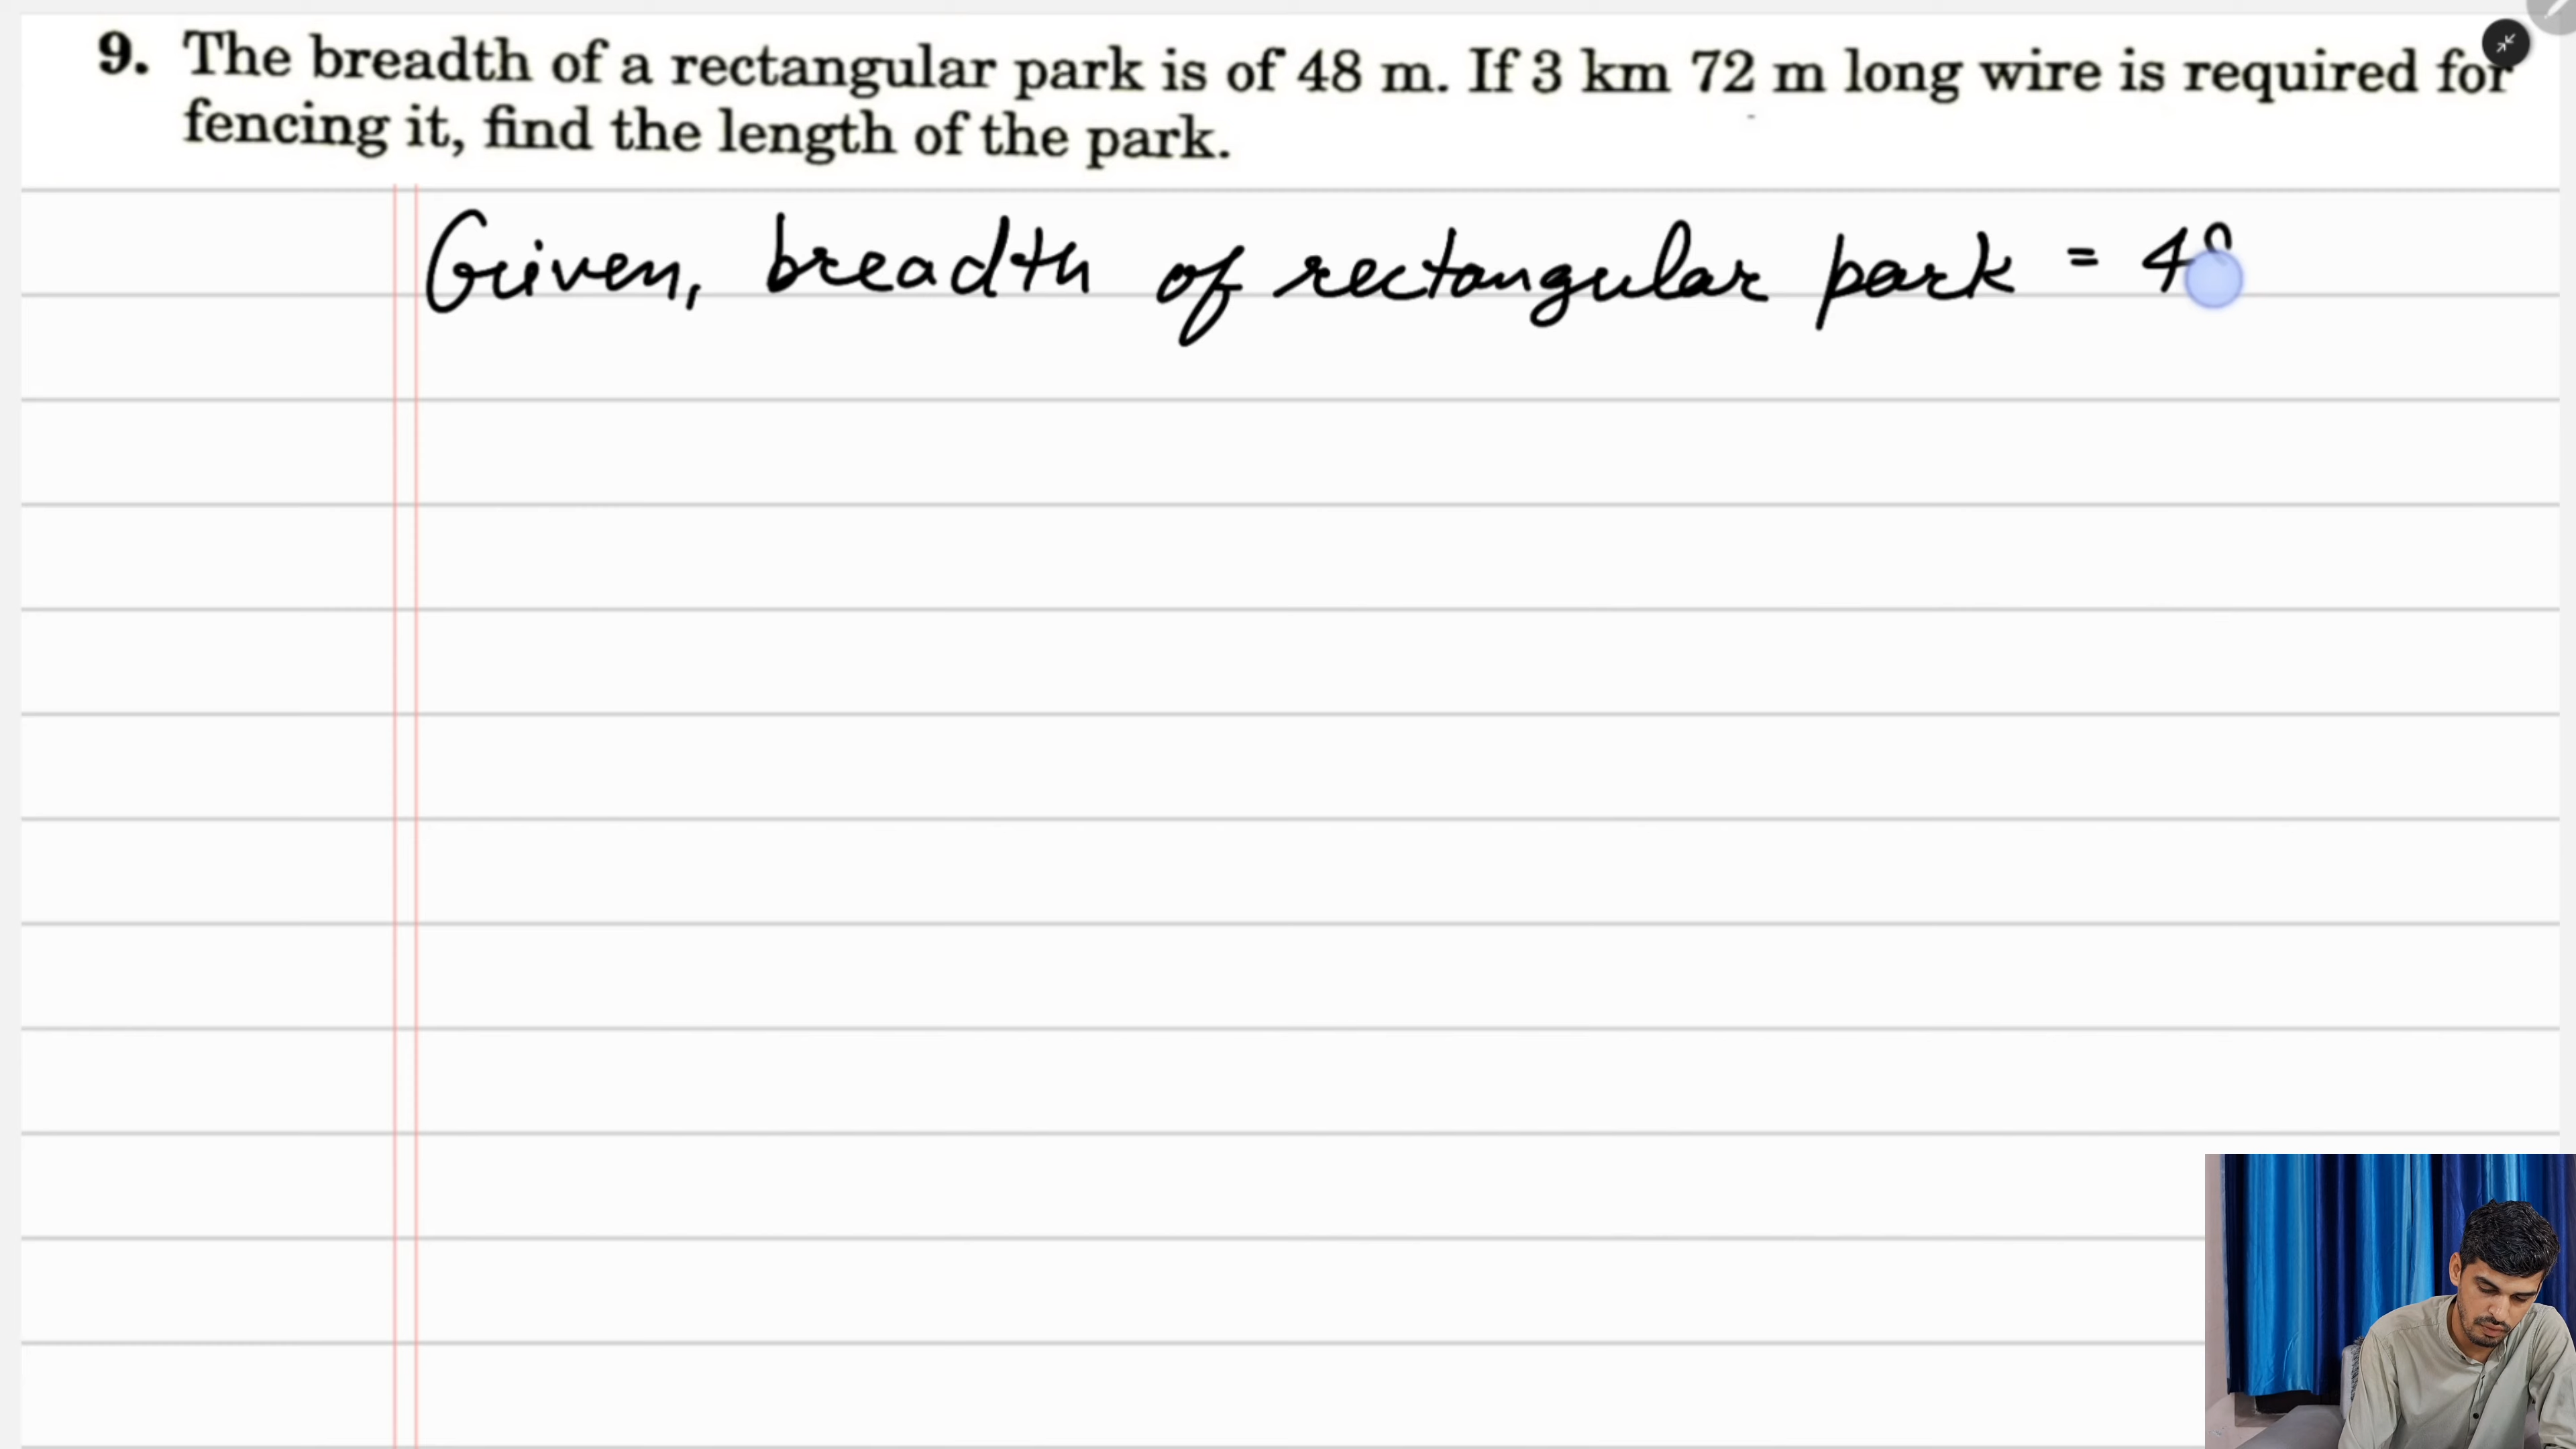 9. The breadth of a rectangular park is of 48 m. If 3 km 72 m long wire is required for
fencing it, find the length of the park.
Given, breadth of rectangular park = 48